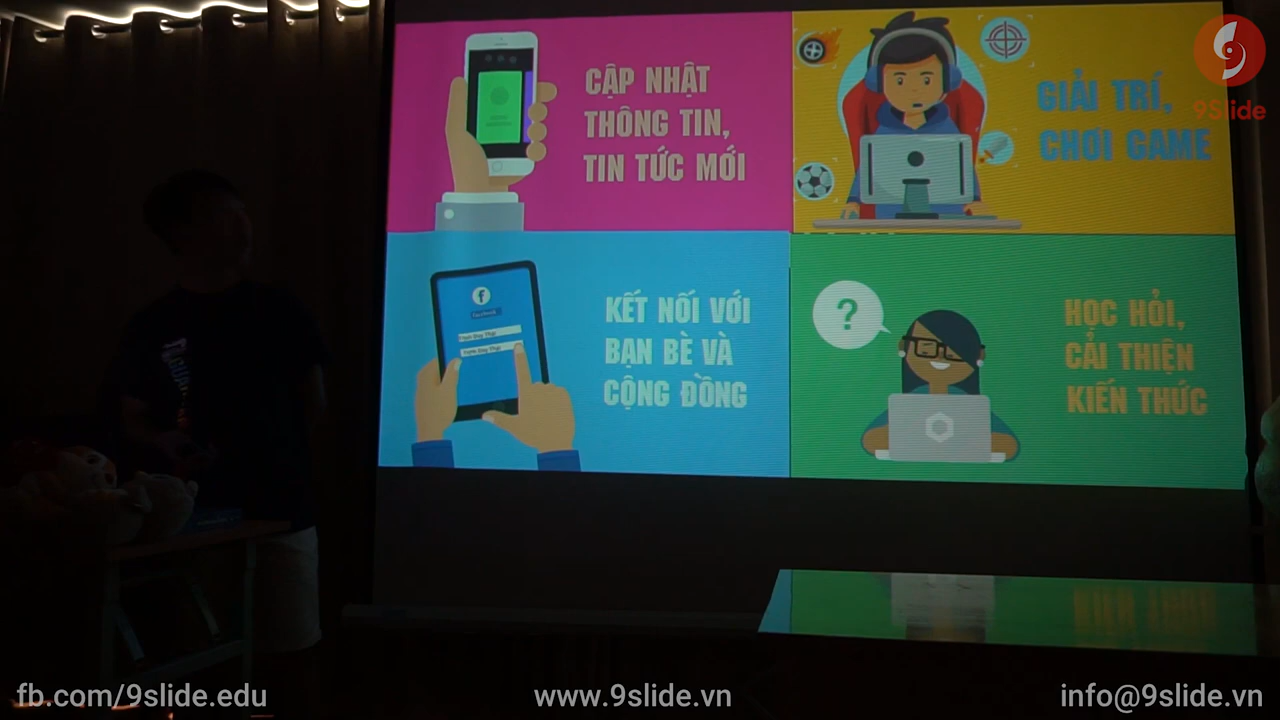 CẬP NHẬT
THÔNG TIN,
TIN TỨC MỚI
GIẢI TRÍ,
CHƠI GAME
9Slide
KẾT NỐI VỚI
BẠN BÈ VÀ
CỘNG ĐỒNG
f
Facebook
?
HỌC HỎI,
CẢI THIỆN
KIẾN THỨC
fb.com/9slide.edu
www.9slide.vn
info@9slide.vn